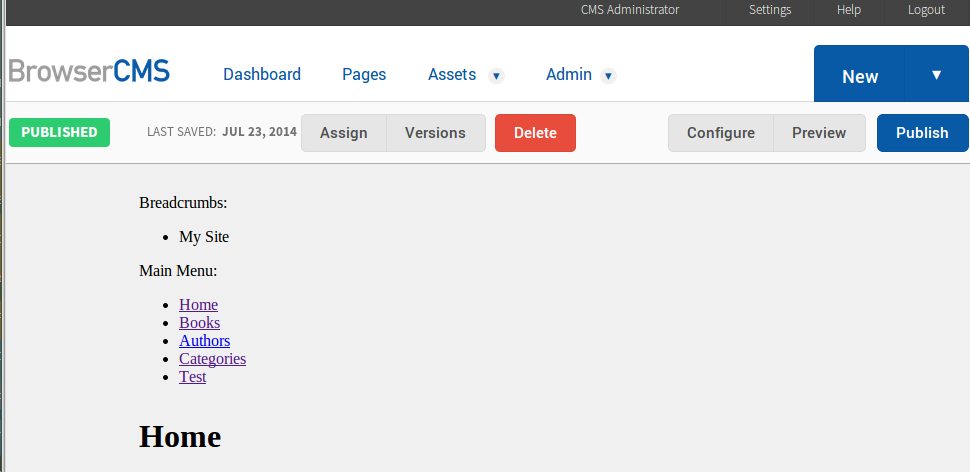 CMS Administrator Settings Help Logout
BrowserCMS Dashboard Pages Assets ▼ Admin ▼ New ▼
PUBLISHED LAST SAVED: JUL 23, 2014 Assign Versions Delete Configure Preview Publish
Breadcrumbs:
• My Site
Main Menu:
• Home
• Books
• Authors
• Categories
• Test
Home